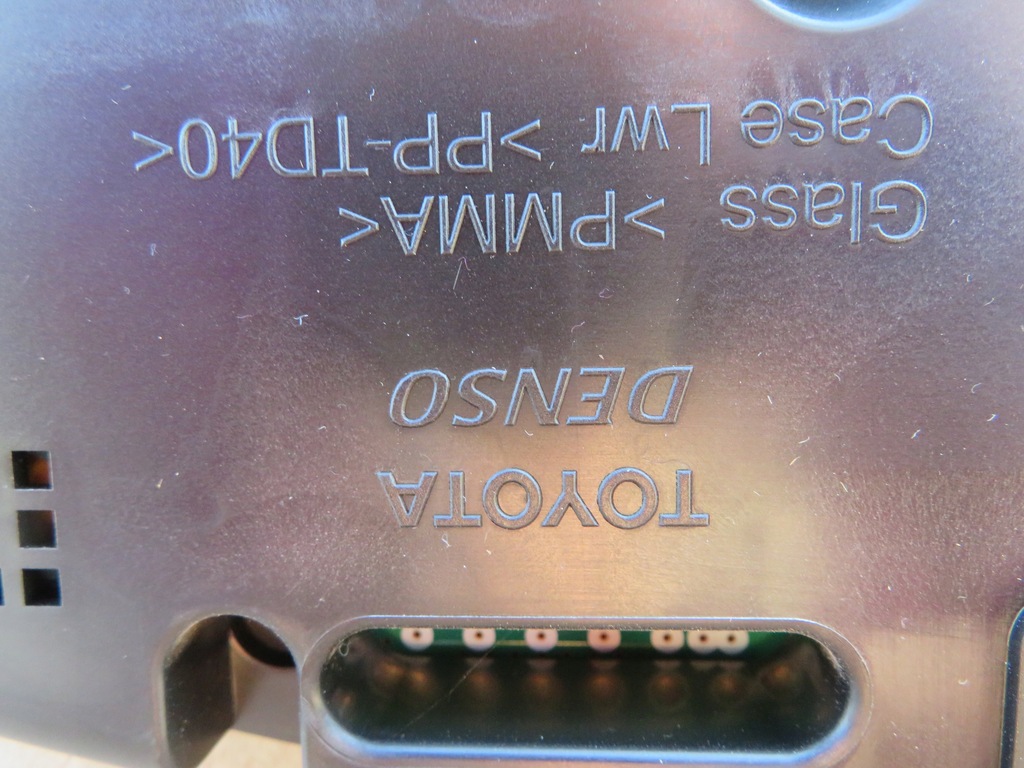 TOYOTA
DENSO
Glass >PMMA<
Case Lwr >PP-TD40<